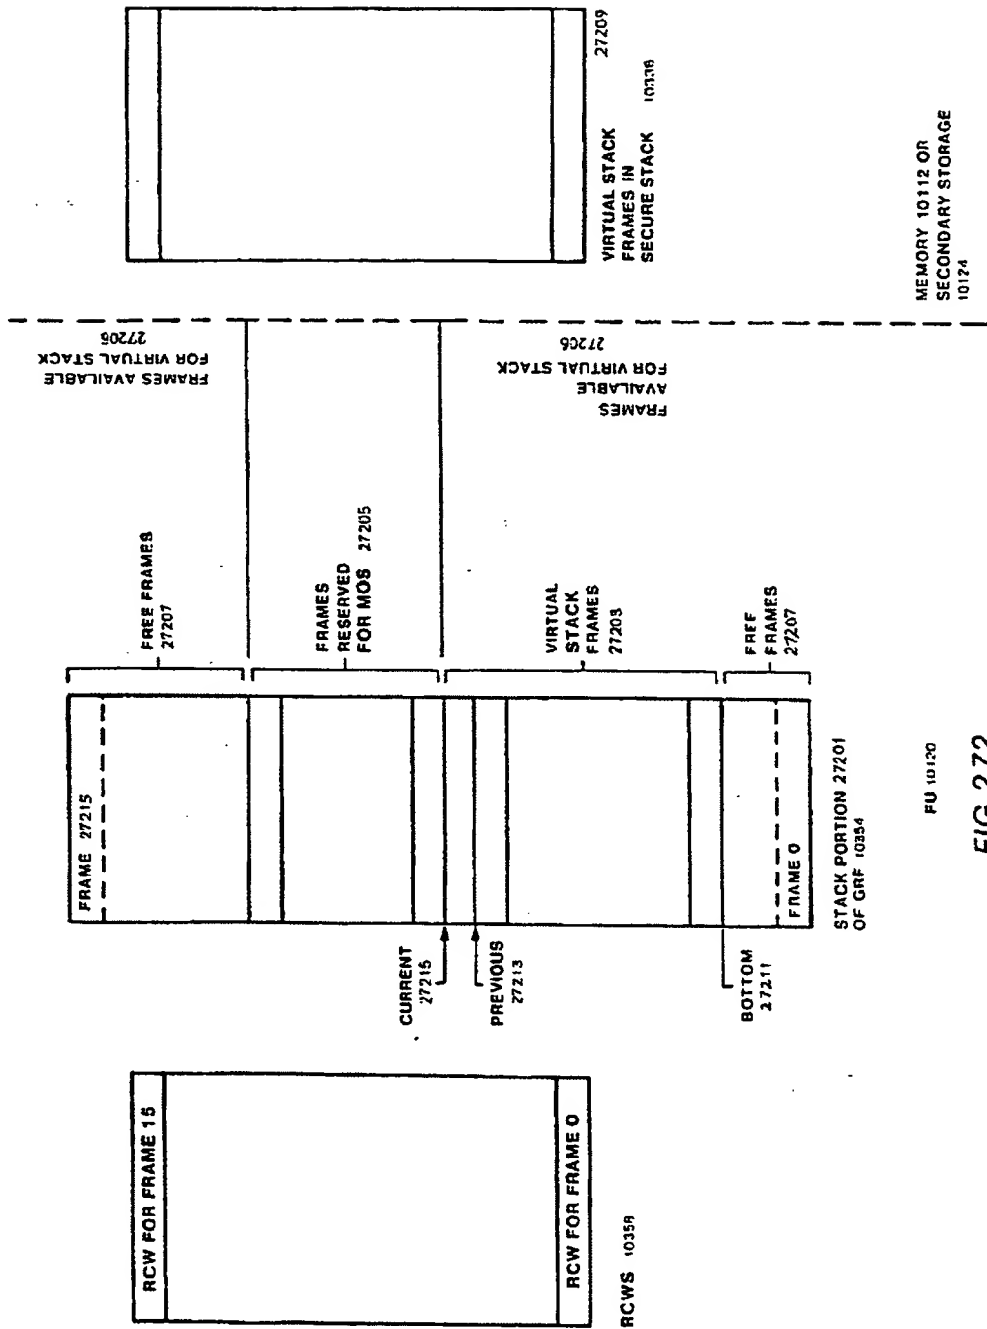 RCW FOR FRAME 15
RCW FOR FRAME 0
RCWS 10358
FRAME 27215
FRAME 0
CURRENT
27215
PREVIOUS
27213
BOTTOM
27211
STACK PORTION 27201
OF GRF 10354
FREE FRAMES
27207
FRAMES
RESERVED
FOR MOS 27205
VIRTUAL
STACK
FRAMES
27203
FREE
FRAMES
27207
FRAMES AVAILABLE
FOR VIRTUAL STACK
27206
FRAMES
AVAILABLE
FOR VIRTUAL STACK
27206
27209
VIRTUAL STACK
FRAMES IN
SECURE STACK 10336
MEMORY 10112 OR
SECONDARY STORAGE
10124
FU 10120
FIG 272